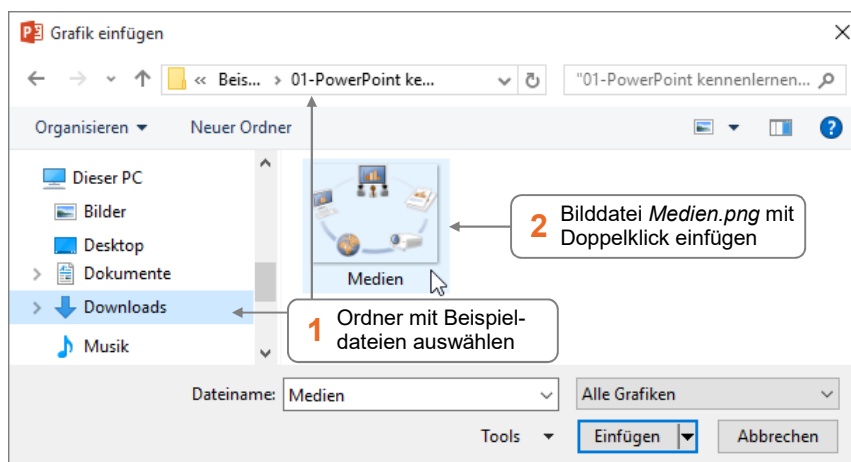 Grafik einfügen
« Beis... › 01-PowerPoint ke...
"01-PowerPoint kennenlernen...
Organisieren
Neuer Ordner
Dieser PC
Bilder
Desktop
Dokumente
Downloads
Musik
Medien
2 Bilddatei Medien.png mit
Doppelklick einfügen
1 Ordner mit Beispiel-
dateien auswählen
Dateiname: Medien
Alle Grafiken
Tools
Einfügen
Abbrechen